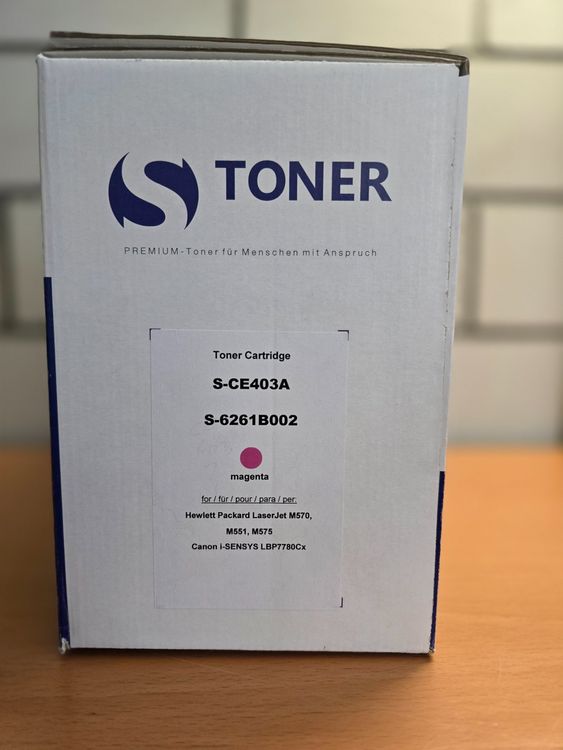 S TONER
PREMIUM-Toner für Menschen mit Anspruch
Toner Cartridge
S-CE403A
S-6261B002
magenta
for / für / pour / para / per:
Hewlett Packard LaserJet M570,
M551, M575
Canon i-SENSYS LBP7780Cx